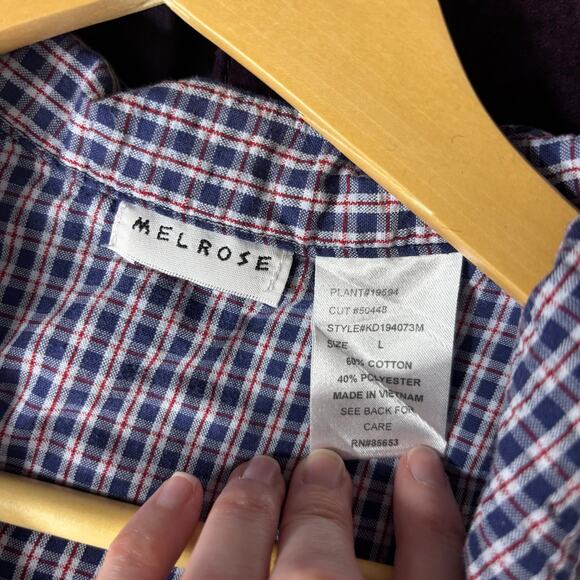 MELROSE
PLANT#19594
CUT #50448
STYLE#KD194073M
SIZE L
60% COTTON
40% POLYESTER
MADE IN VIETNAM
SEE BACK FOR
CARE
RN#85653